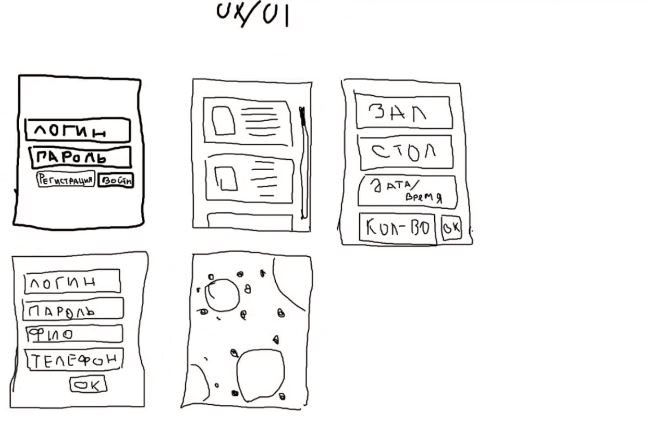 UX/UI
ЛОГИН
ПАРОЛЬ
РЕГИСТРАЦИЯ ВОЙТИ
ЗАЛ
СТОЛ
ДАТА/
ВРЕМЯ
КОЛ-ВО ОК
ЛОГИН
ПАРОЛЬ
ФИО
ТЕЛЕФОН
ОК